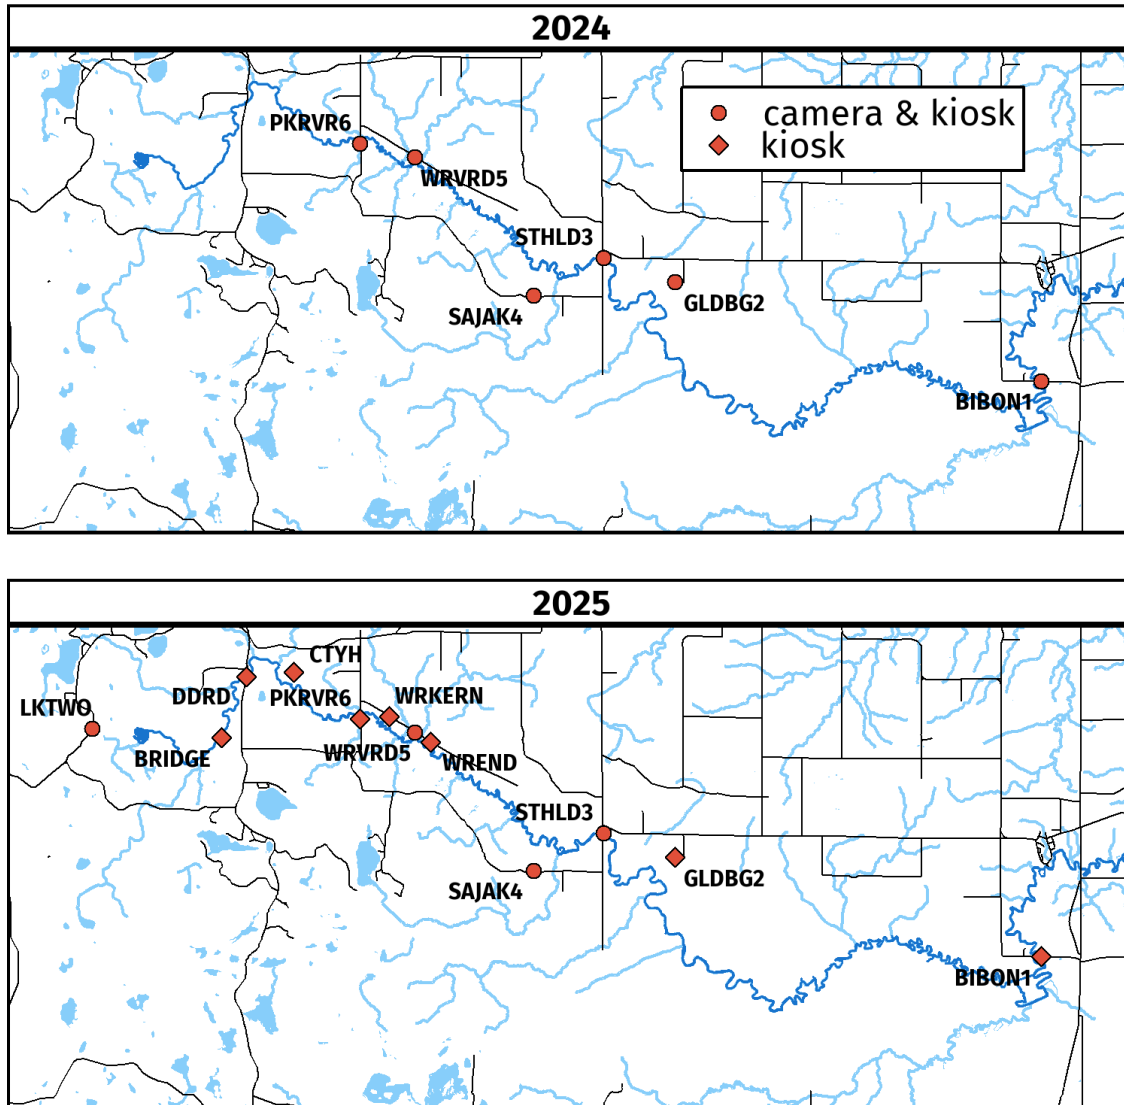 2024
camera & kiosk
kiosk
PKRVR6
WRVRD5
STHLD3
GLDBG2
SAJAK4
BIBON1
2025
CTYH
DDRD
PKRVR6
WRKERN
LKTWO
BRIDGE
WRVRD5
WREND
STHLD3
GLDBG2
SAJAK4
BIBON1